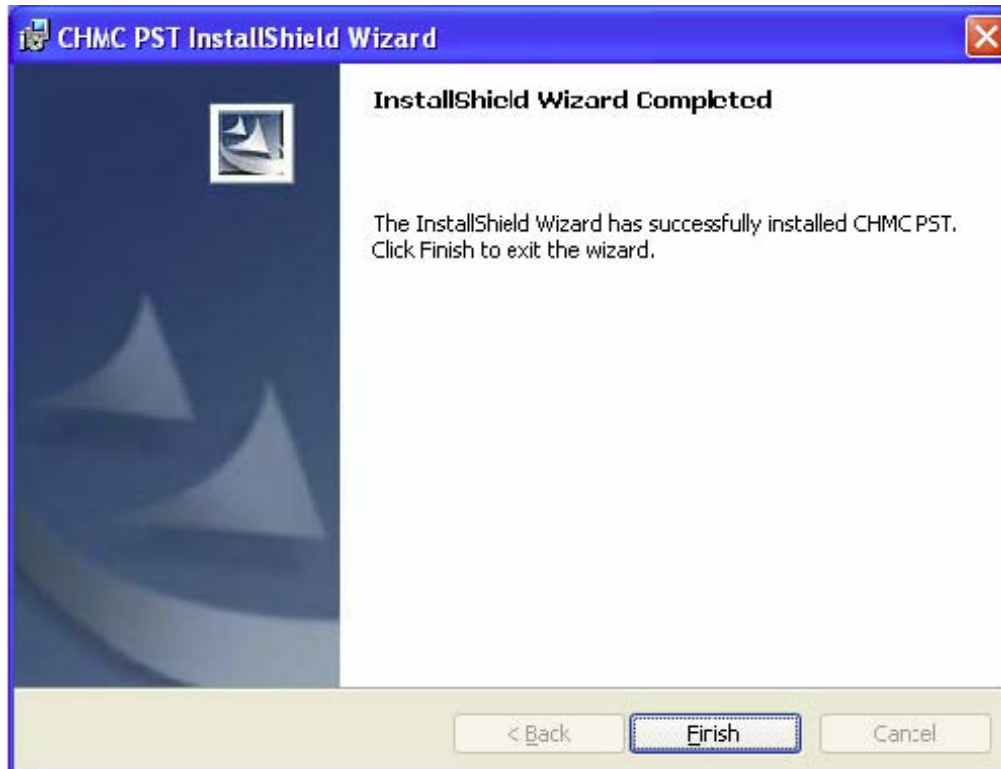 CHMC PST InstallShield Wizard
InstallShield Wizard Completed
The InstallShield Wizard has successfully installed CHMC PST.
Click Finish to exit the wizard.
< Back
Finish
Cancel